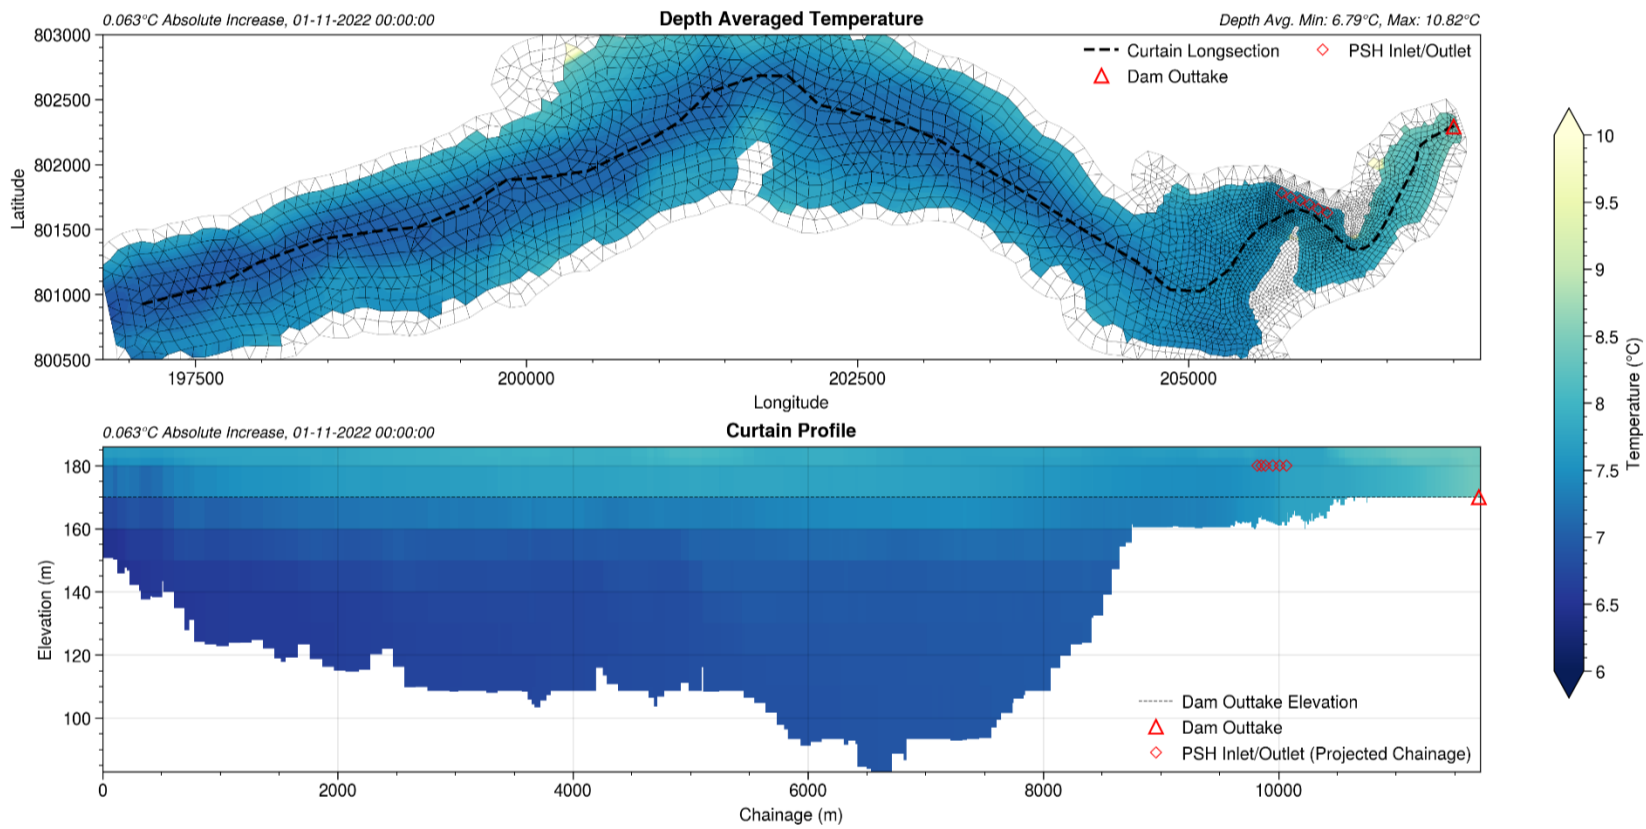 0.063°C Absolute Increase, 01-11-2022 00:00:00
Depth Averaged Temperature
Depth Avg. Min: 6.79°C, Max: 10.82°C
803000
802500
802000
801500
801000
800500
Latitude
Curtain Longsection
PSH Inlet/Outlet
Dam Outtake
197500
200000
202500
205000
Longitude
0.063°C Absolute Increase, 01-11-2022 00:00:00
Curtain Profile
180
160
140
120
100
Elevation (m)
Dam Outtake Elevation
Dam Outtake
PSH Inlet/Outlet (Projected Chainage)
0
2000
4000
6000
8000
10000
Chainage (m)
10
9.5
9
8.5
8
7.5
7
6.5
6
Temperature (°C)